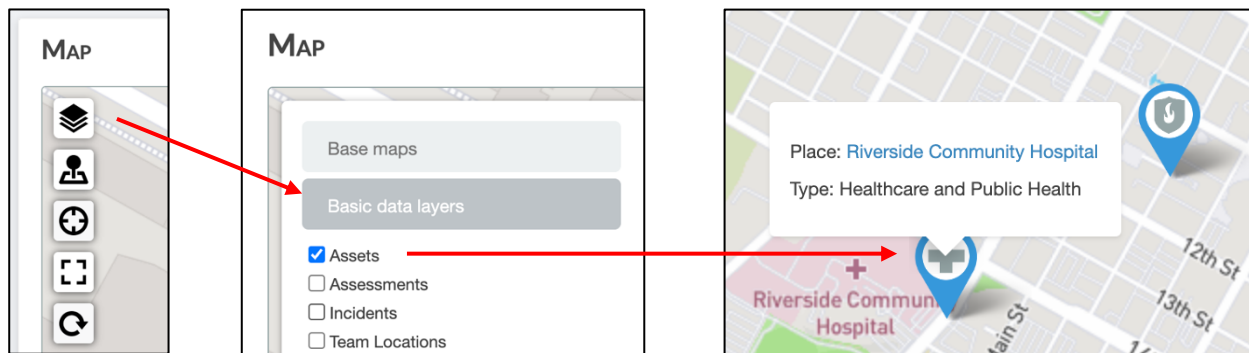 MAP
MAP
Base maps
Basic data layers
Assets
Assessments
Incidents
Team Locations
Place: Riverside Community Hospital
Type: Healthcare and Public Health
12th St
13th St
Riverside Commun
Hospital
Main St